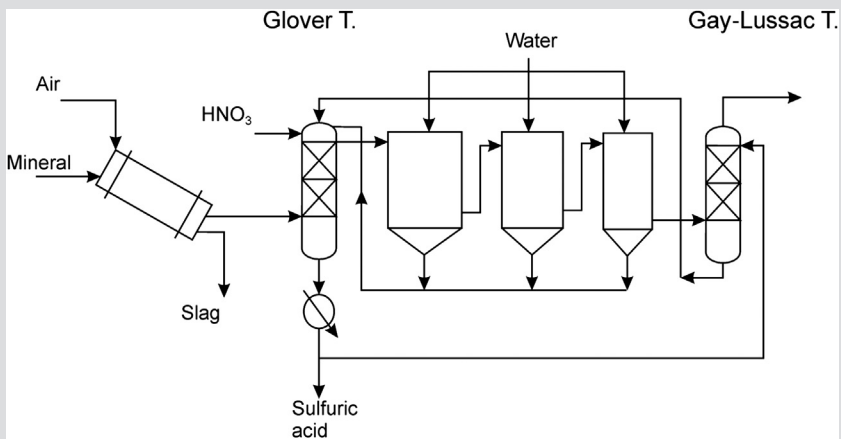 Glover T.
Gay-Lussac T.
Water
Air
HNO₃
Mineral
Slag
Sulfuric
acid